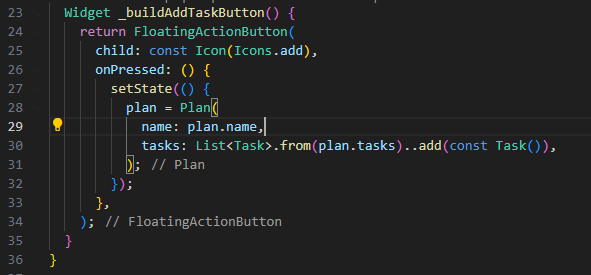 23 Widget _buildAddTaskButton() {
24 return FloatingActionButton(
25 child: const Icon(Icons.add),
26 onPressed: () {
27 setState(() {
28 plan = Plan(
29 name: plan.name,
30 tasks: List<Task>.from(plan.tasks)..add(const Task()),
31 ); // Plan
32 });
33 },
34 ); // FloatingActionButton
35 }
36 }